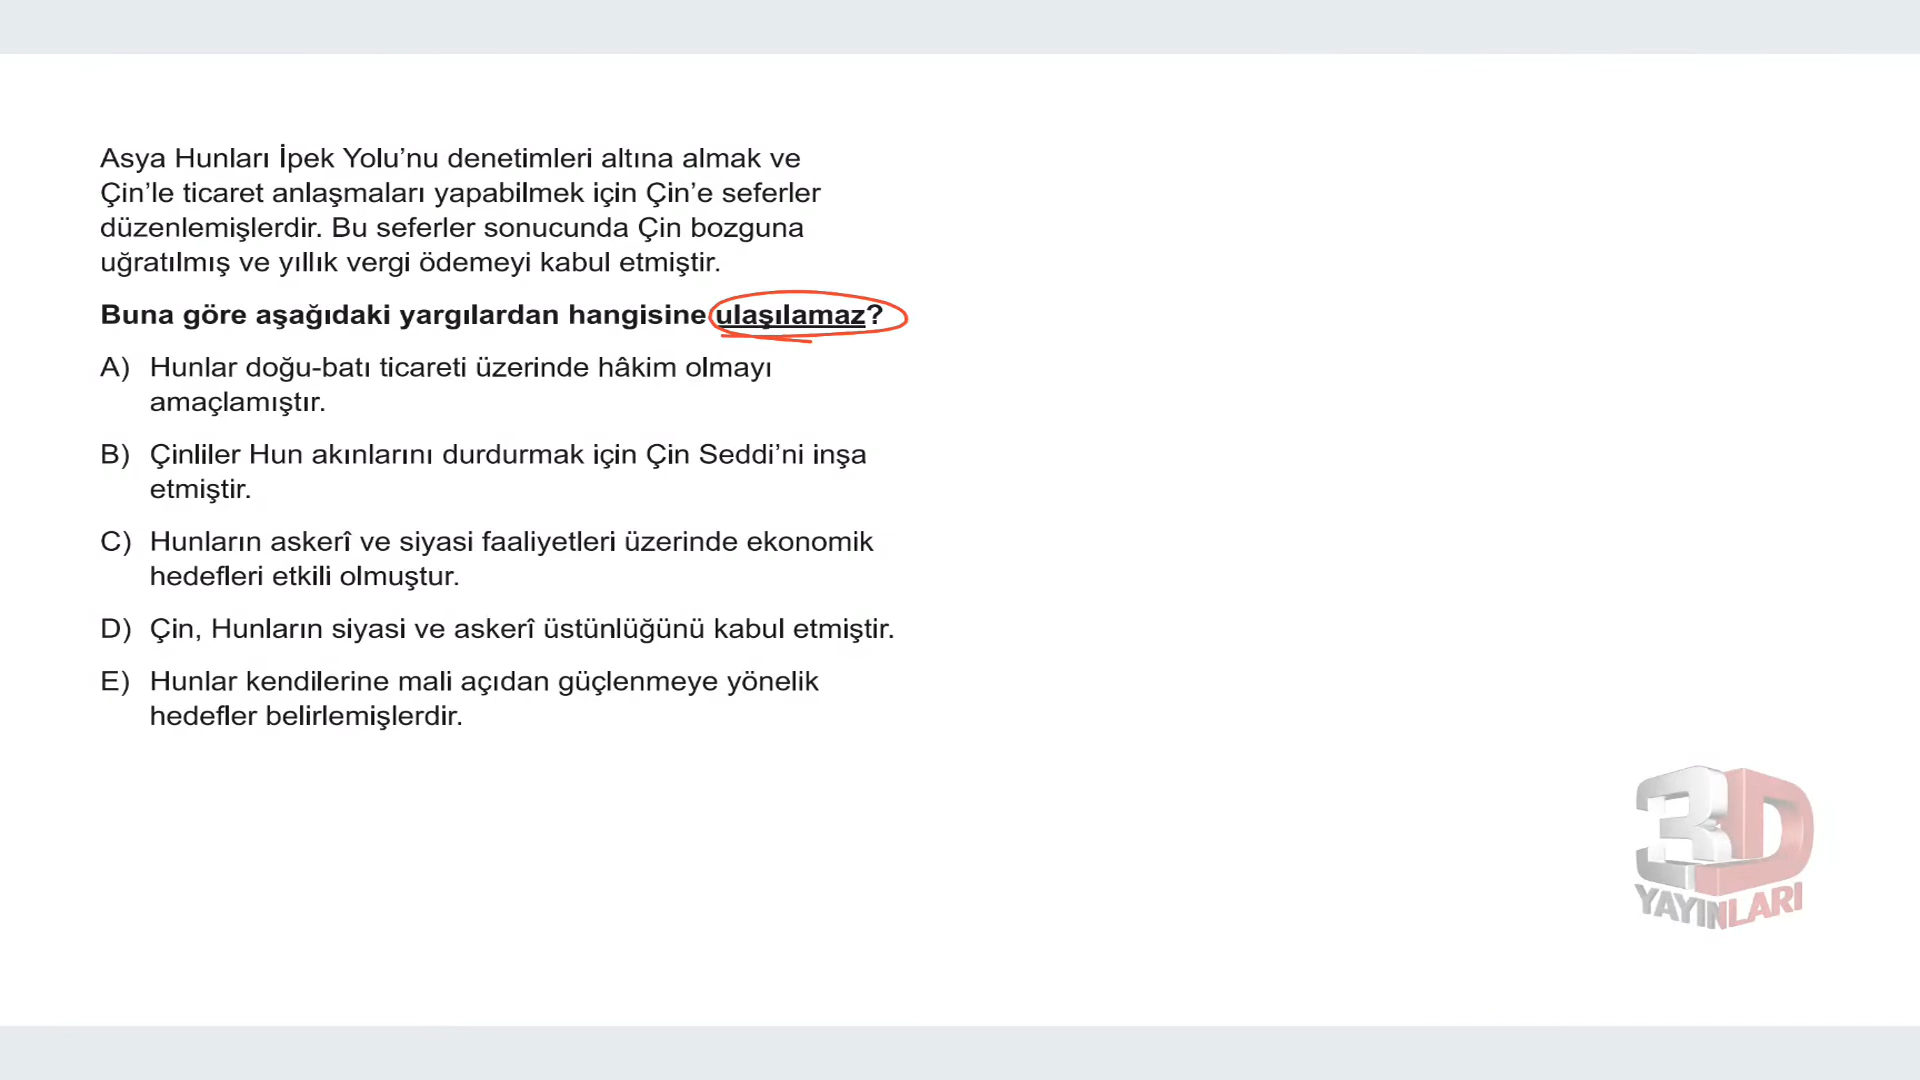 Asya Hunları İpek Yolu’nu denetimleri altına almak ve
Çin’le ticaret anlaşmaları yapabilmek için Çin’e seferler
düzenlemişlerdir. Bu seferler sonucunda Çin bozguna
uğratılmış ve yıllık vergi ödemeyi kabul etmiştir.
Buna göre aşağıdaki yargılardan hangisine ulaşılamaz?
A) Hunlar doğu-batı ticareti üzerinde hâkim olmayı
amaçlamıştır.
B) Çinliler Hun akınlarını durdurmak için Çin Seddi’ni inşa
etmiştir.
C) Hunların askerî ve siyasi faaliyetleri üzerinde ekonomik
hedefleri etkili olmuştur.
D) Çin, Hunların siyasi ve askerî üstünlüğünü kabul etmiştir.
E) Hunlar kendilerine mali açıdan güçlenmeye yönelik
hedefler belirlemişlerdir.
3D
YAYINLARI